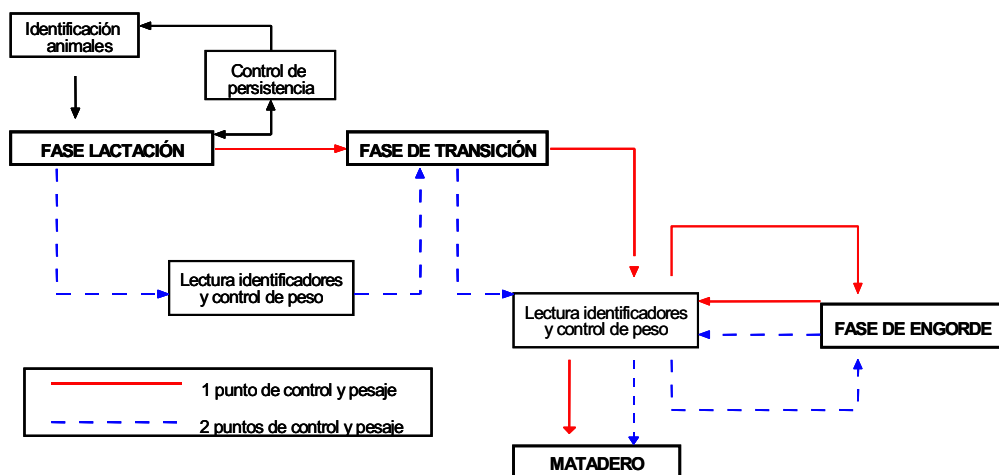 Identificación
animales
Control de
persistencia
FASE LACTACIÓN
FASE DE TRANSICIÓN
Lectura identificadores
y control de peso
Lectura identificadores
y control de peso
FASE DE ENGORDE
1 punto de control y pesaje
2 puntos de control y pesaje
MATADERO